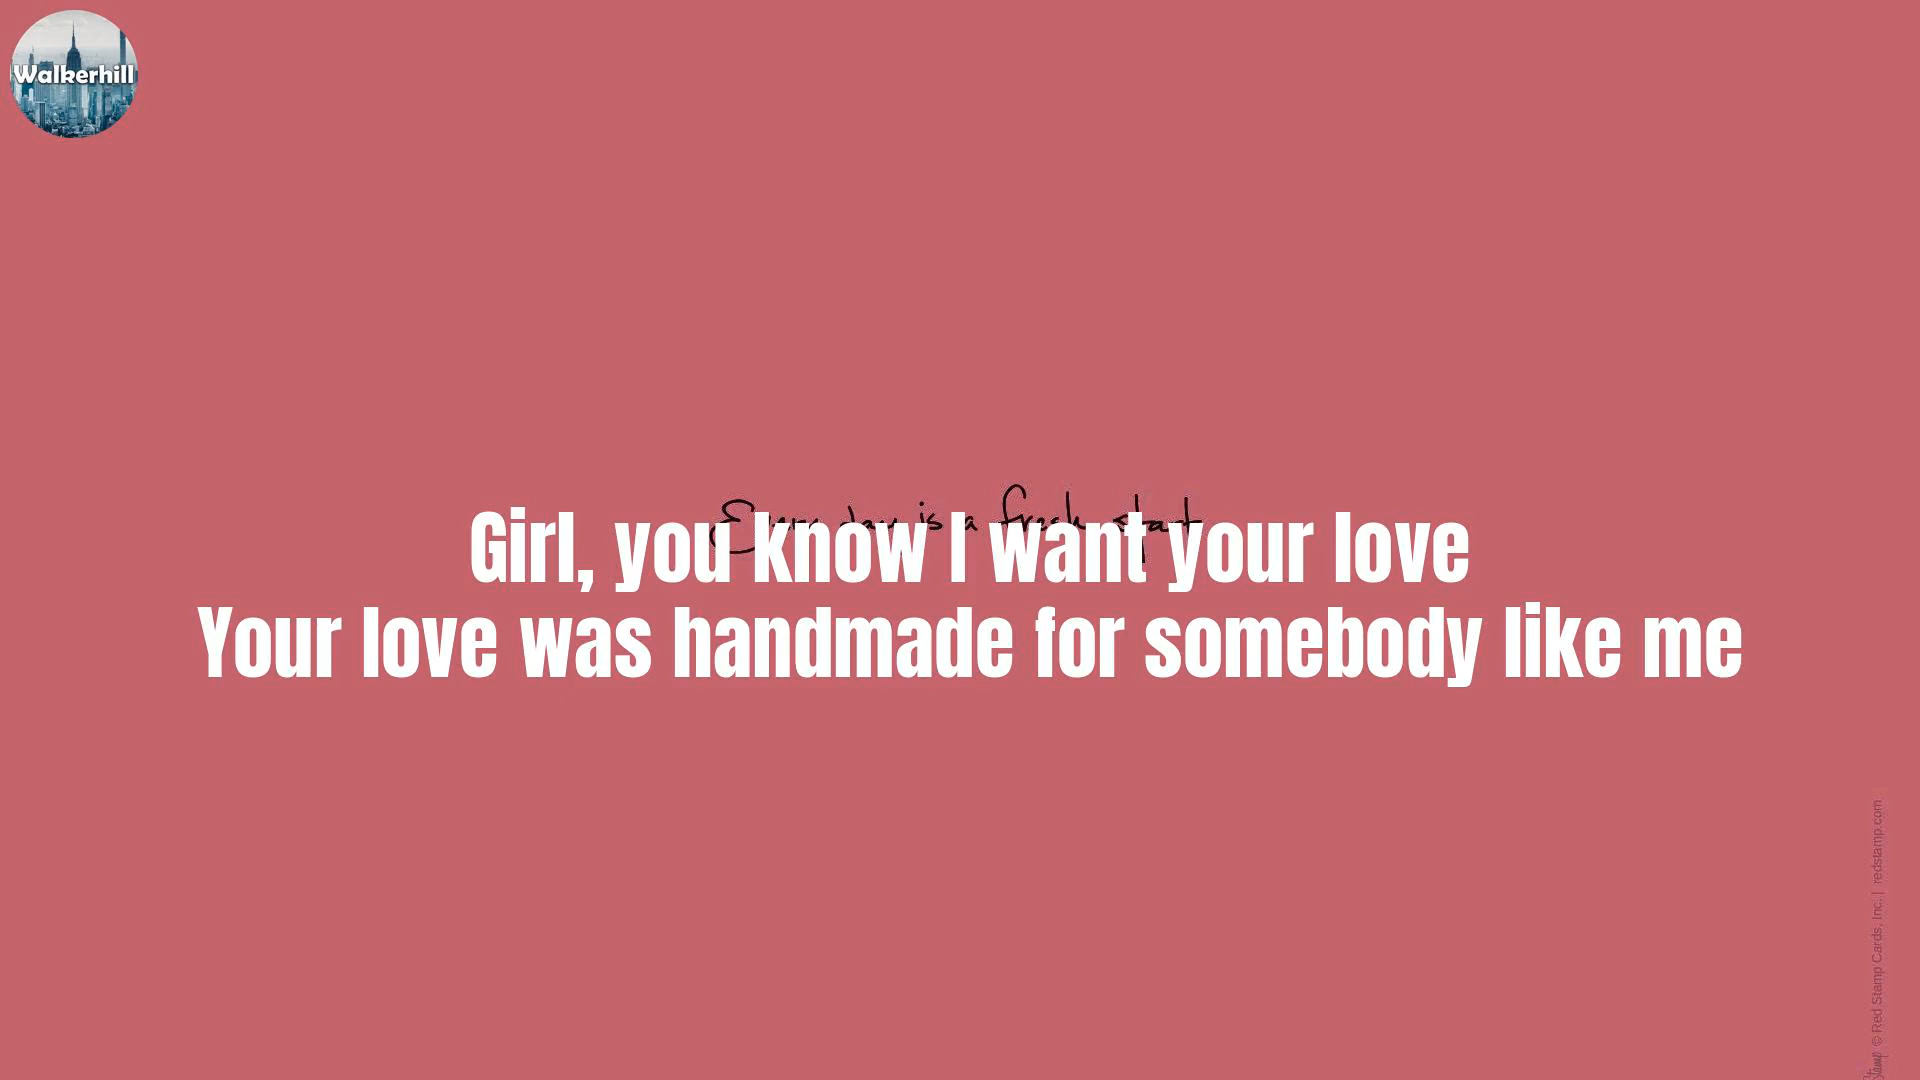 Walkerhill
Every day is a fresh start
Girl, you know I want your love
Your love was handmade for somebody like me
Stamp © Red Stamp Cards, Inc. | redstamp.com